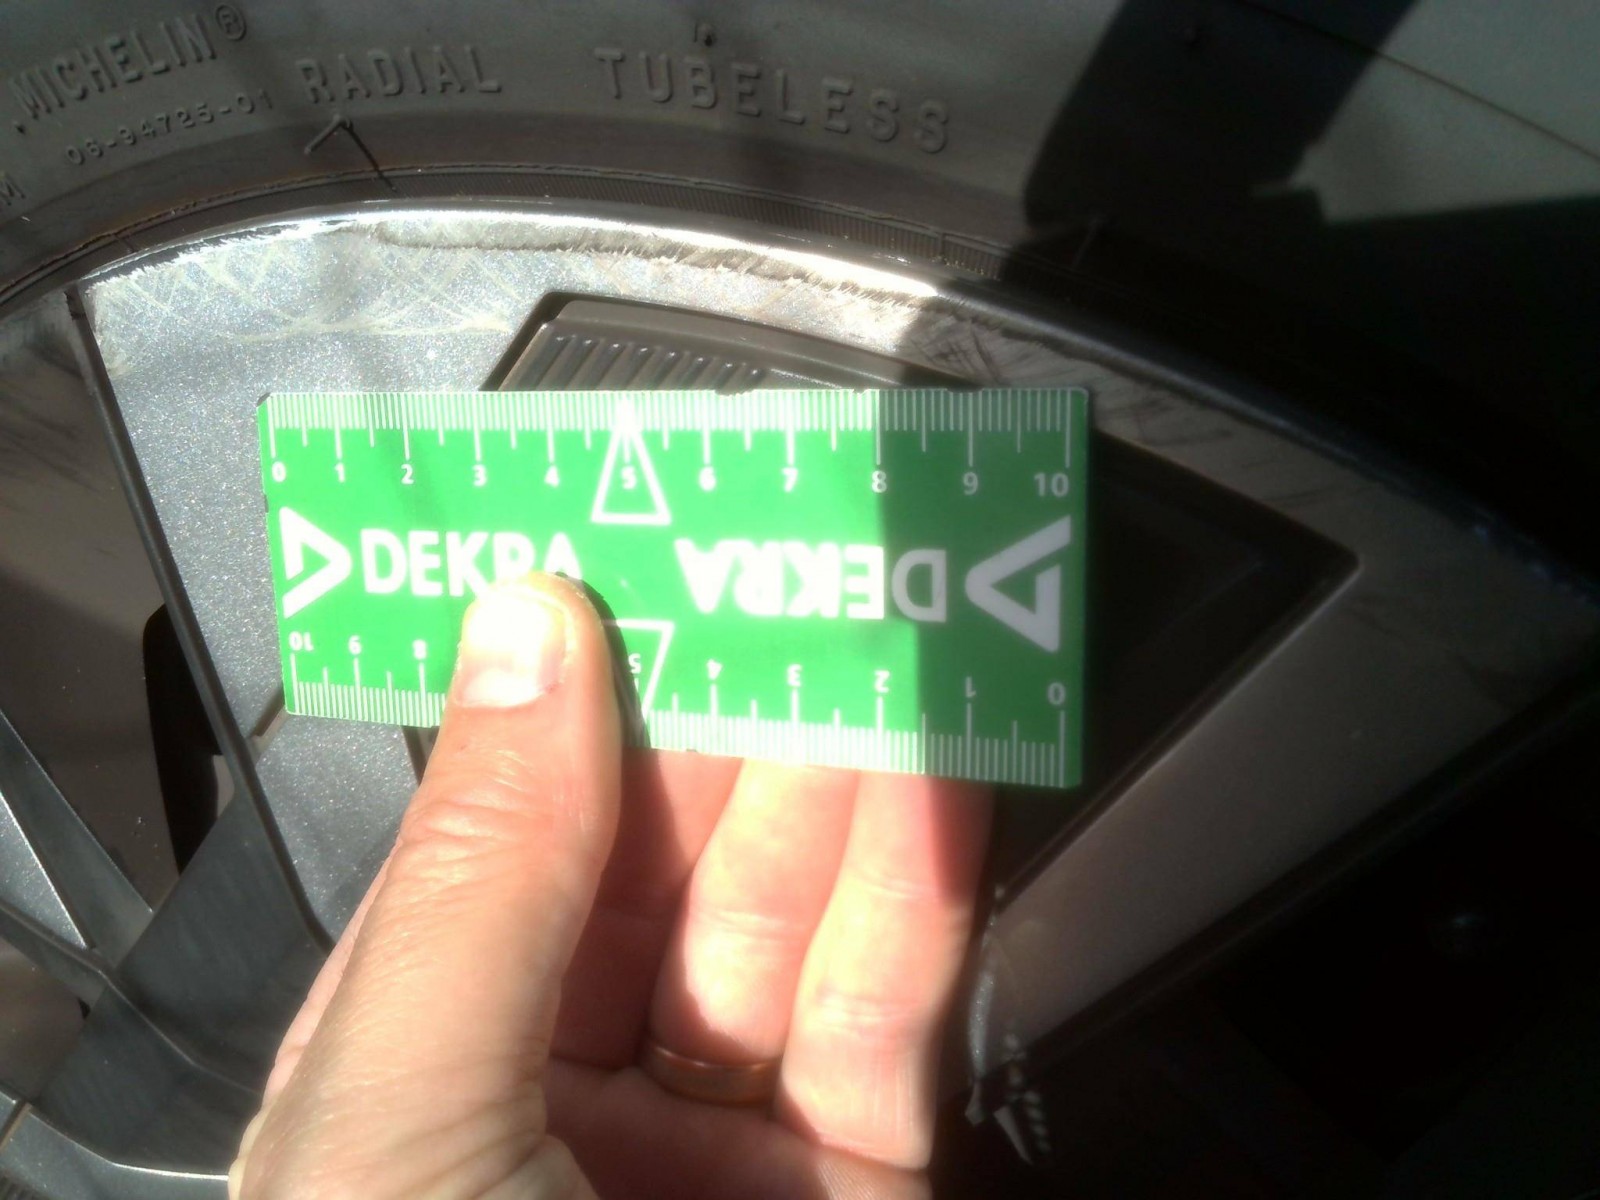 MICHELIN®
RADIAL
TUBELESS
06-94725-01
M
0 1 2 3 4 5 6 7 8 9 10
DEKRA
DEKRA
0 1 2 3 4 5 8 9 10